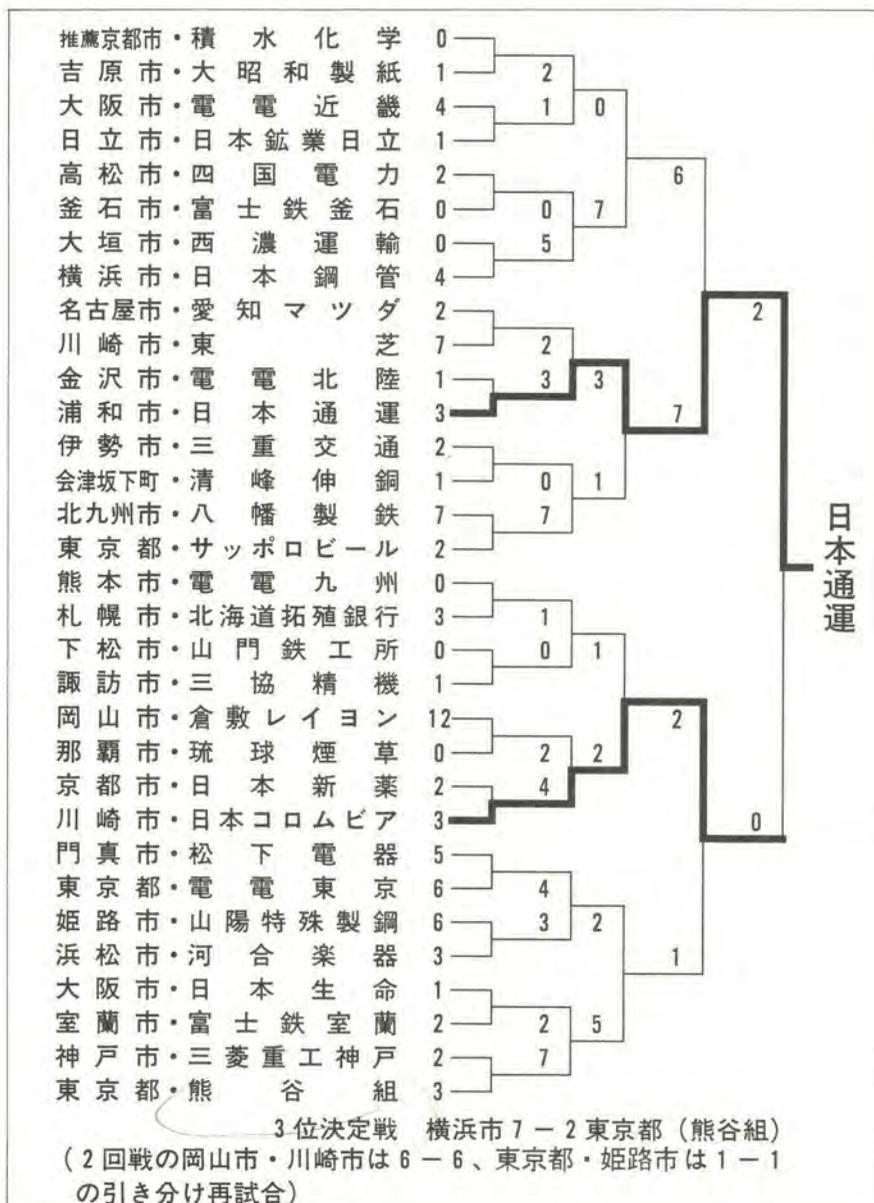 推薦京都市・積水化学 0
吉原市・大昭和製紙 1
2
大阪市・電電近畿 4
1 0
日立市・日本鉱業日立 1
6
高松市・四国電力 2
釜石市・富士鉄釜石 0
0 7
大垣市・西濃運輸 0
5
横浜市・日本鋼管 4
名古屋市・愛知マツダ 2
2
川崎市・東芝 7
2
金沢市・電電北陸 1
3 3
浦和市・日本通運 3
7
伊勢市・三重交通 2
会津坂下町・清峰伸銅 1
0 1
北九州市・八幡製鉄 7
7
東京都・サッポロビール 2
日本通運
熊本市・電電九州 0
札幌市・北海道拓殖銀行 3
1
下松市・山門鉄工所 0
0 1
諏訪市・三協精機 1
岡山市・倉敷レイヨン 12
2
那覇市・琉球煙草 0
2 2
京都市・日本新薬 2
4
川崎市・日本コロムビア 3
0
門真市・松下電器 5
東京都・電電東京 6
4
姫路市・山陽特殊製鋼 6
3 2
浜松市・河合楽器 3
1
大阪市・日本生命 1
室蘭市・富士鉄室蘭 2
2 5
神戸市・三菱重工神戸 2
7
東京都・熊谷組 3
3位決定戦 横浜市7－2東京都（熊谷組）
（2回戦の岡山市・川崎市は6－6、東京都・姫路市は1－1
の引き分け再試合）